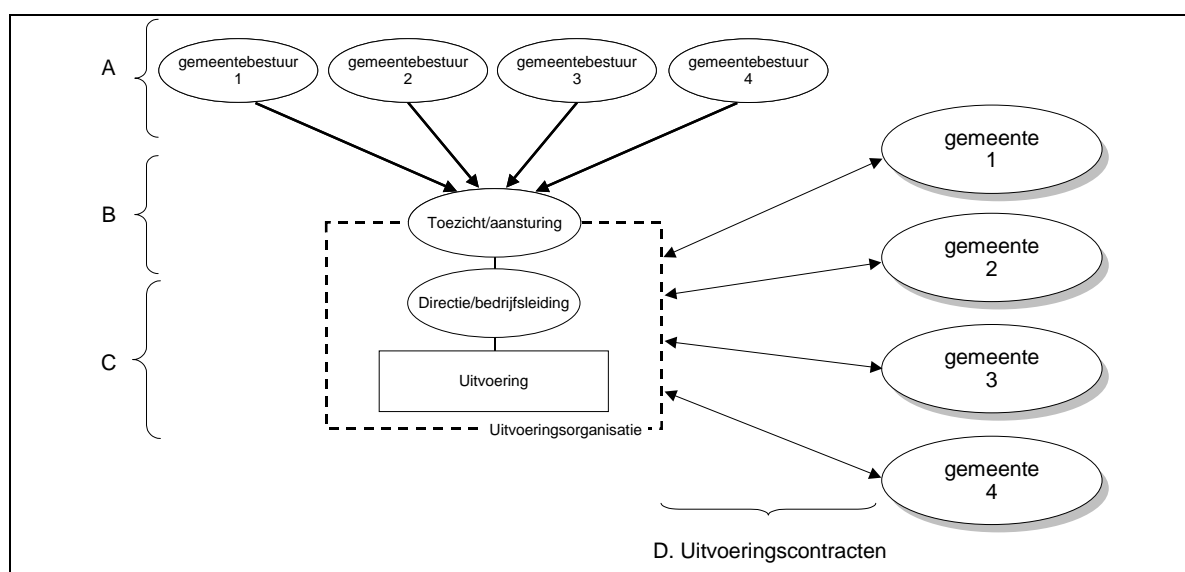 A
gemeentebestuur
1
gemeentebestuur
2
gemeentebestuur
3
gemeentebestuur
4
gemeente
1
B
Toezicht/aansturing
gemeente
2
Directie/bedrijfsleiding
C
gemeente
3
Uitvoering
Uitvoeringsorganisatie
gemeente
4
D. Uitvoeringscontracten